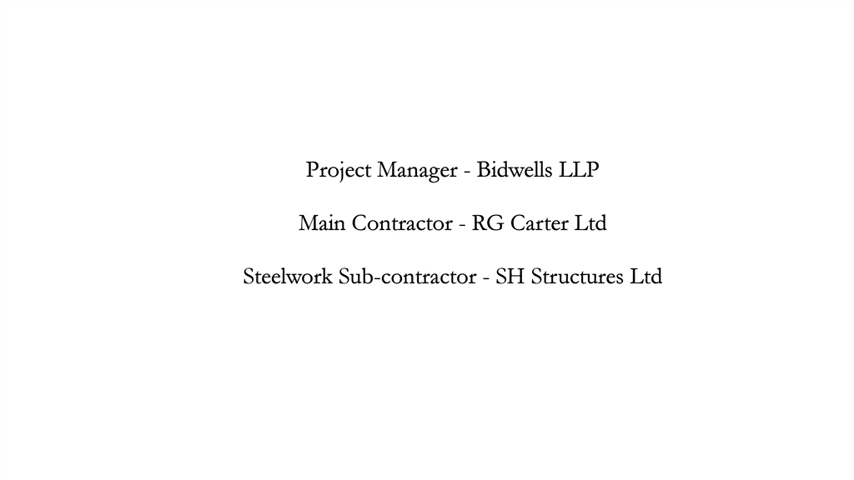 Project Manager - Bidwells LLP
Main Contractor - RG Carter Ltd
Steelwork Sub-contractor - SH Structures Ltd